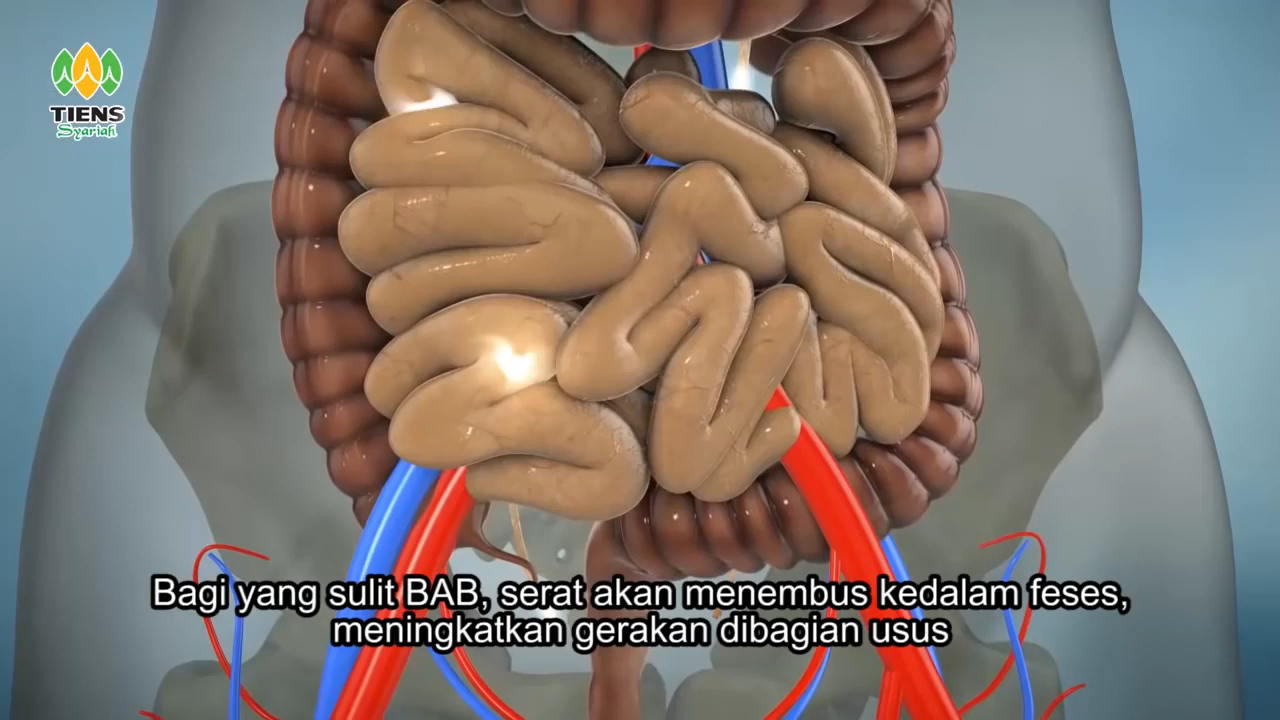 TIENS
Syariah
Bagi yang sulit BAB, serat akan menembus kedalam feses,
meningkatkan gerakan dibagian usus